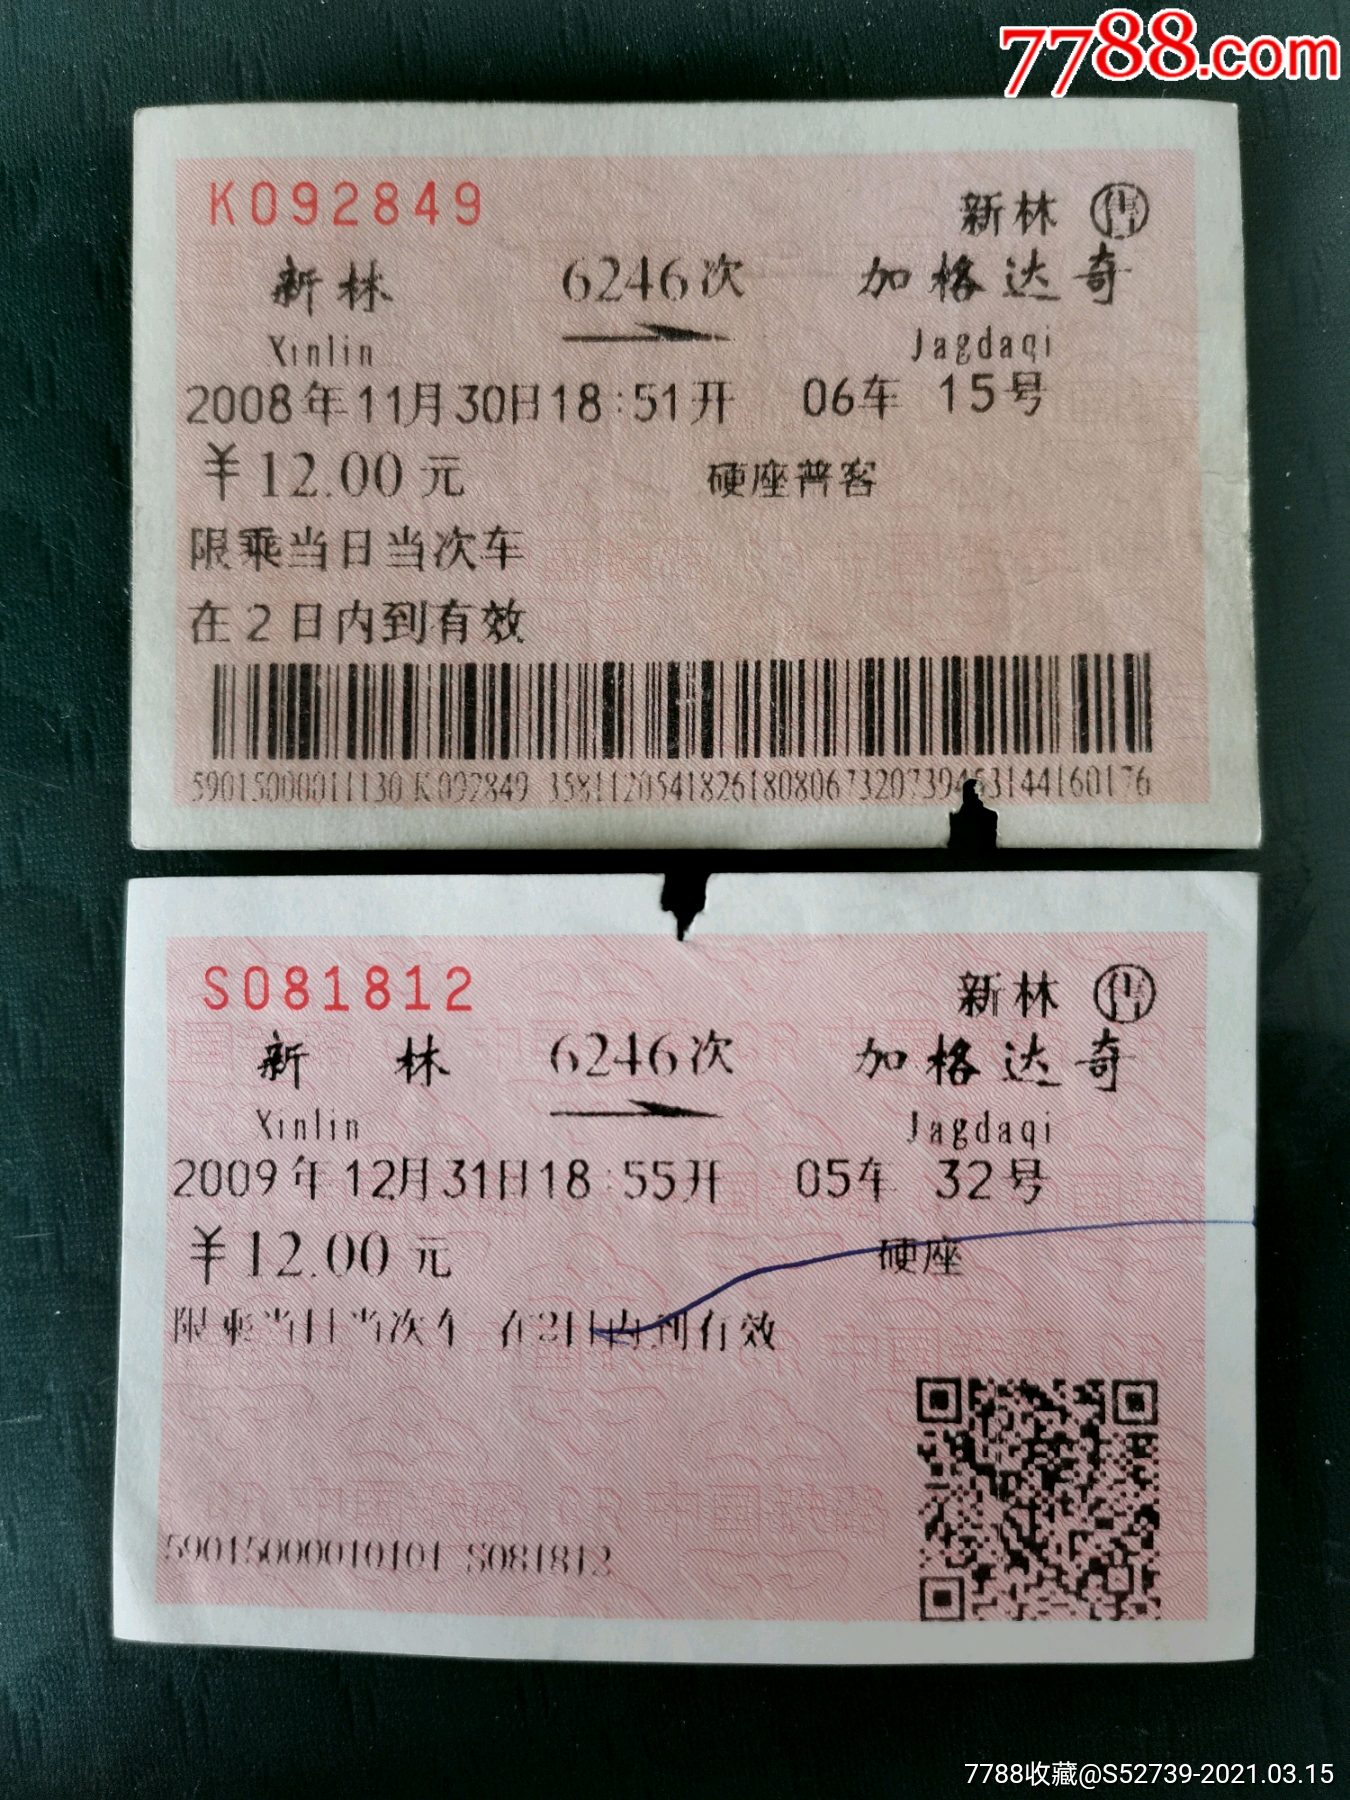 7788.com
K092849
新林 售
新林 6246次 加格达奇
Xinlin Jagdaqi
2008年11月30日18:51开 06车 15号
¥12.00元 硬座普客
限乘当日当次车
在2日内到有效
59015000011130 K092849 35811205418261808067320739453144160176
S081812
新林 售
新林 6246次 加格达奇
Xinlin Jagdaqi
2009年12月31日18:55开 05车 32号
¥12.00元 硬座
限乘当日当次车 在2日内到有效
59015000010101 S081812
7788收藏@S52739-2021.03.15